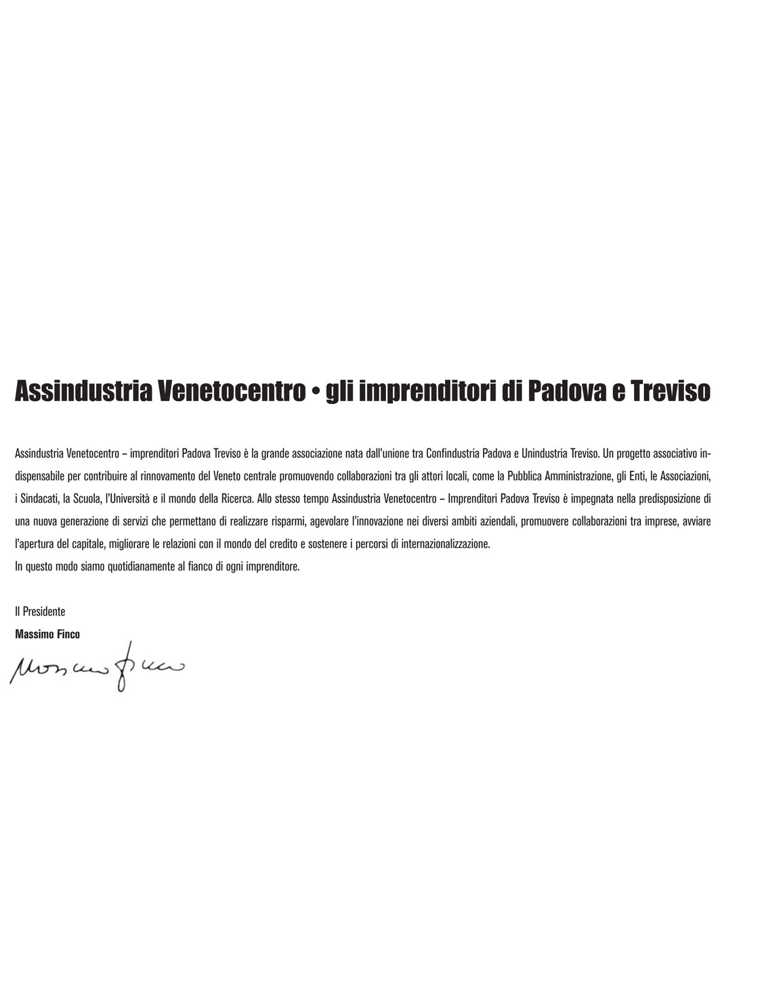 Assindustria Venetocentro • gli imprenditori di Padova e Treviso
Assindustria Venetocentro – imprenditori Padova Treviso è la grande associazione nata dall'unione tra Confindustria Padova e Unindustria Treviso. Un progetto associativo in-
dispensabile per contribuire al rinnovamento del Veneto centrale promuovendo collaborazioni tra gli attori locali, come la Pubblica Amministrazione, gli Enti, le Associazioni,
i Sindacati, la Scuola, l'Università e il mondo della Ricerca. Allo stesso tempo Assindustria Venetocentro – Imprenditori Padova Treviso è impegnata nella predisposizione di
una nuova generazione di servizi che permettano di realizzare risparmi, agevolare l'innovazione nei diversi ambiti aziendali, promuovere collaborazioni tra imprese, avviare
l'apertura del capitale, migliorare le relazioni con il mondo del credito e sostenere i percorsi di internazionalizzazione.
In questo modo siamo quotidianamente al fianco di ogni imprenditore.
Il Presidente
Massimo Finco
Massimo Finco